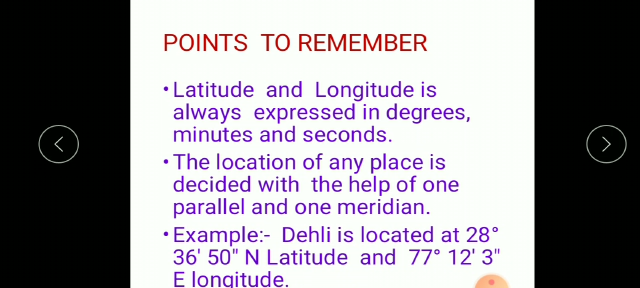 POINTS TO REMEMBER
•Latitude and Longitude is
always expressed in degrees,
minutes and seconds.
•The location of any place is
decided with the help of one
parallel and one meridian.
•Example:- Dehli is located at 28°
36' 50" N Latitude and 77° 12' 3"
E longitude.